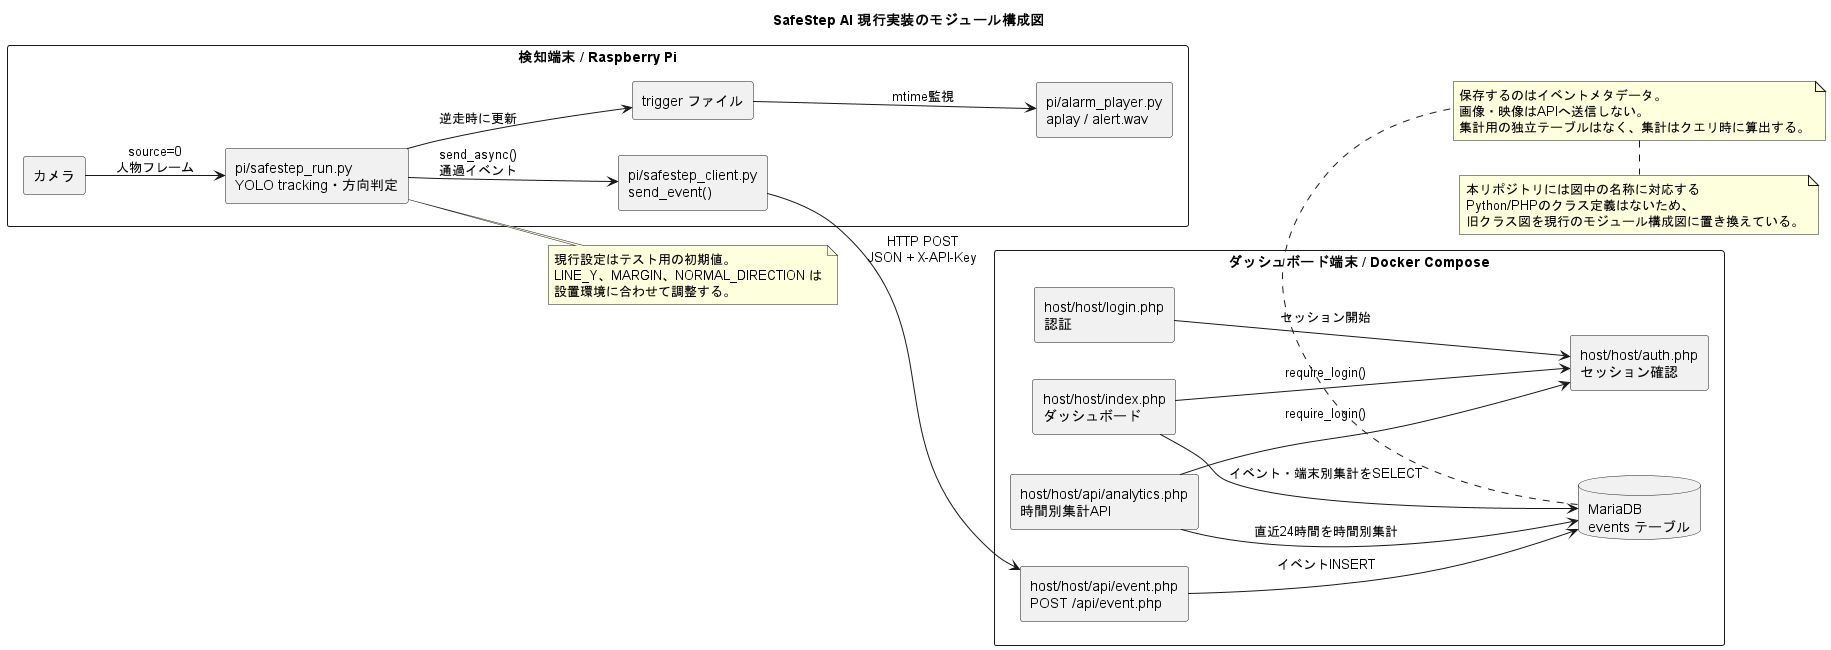 SafeStep AI 現行実装のモジュール構成図
検知端末 / Raspberry Pi
カメラ
source=0
人物フレーム
pi/safestep_run.py
YOLO tracking・方向判定
逆走時に更新
trigger ファイル
mtime監視
pi/alarm_player.py
aplay / alert.wav
send_async()
通過イベント
pi/safestep_client.py
send_event()
現行設定はテスト用の初期値。
LINE_Y、MARGIN、NORMAL_DIRECTION は
設置環境に合わせて調整する。
HTTP POST
JSON + X-API-Key
保存するのはイベントメタデータ。
画像・映像はAPIへ送信しない。
集計用の独立テーブルはなく、集計はクエリ時に算出する。
本リポジトリには図中の名称に対応する
Python/PHPのクラス定義はないため、
旧クラス図を現行のモジュール構成図に置き換えている。
ダッシュボード端末 / Docker Compose
host/host/login.php
認証
セッション開始
host/host/auth.php
セッション確認
host/host/index.php
ダッシュボード
require_login()
require_login()
イベント・端末別集計をSELECT
host/host/api/analytics.php
時間別集計API
直近24時間を時間別集計
MariaDB
events テーブル
host/host/api/event.php
POST /api/event.php
イベントINSERT